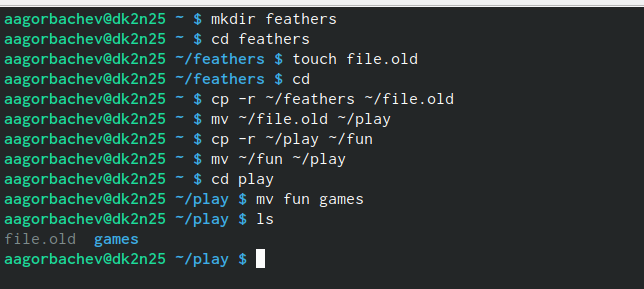 aagorbachev@dk2n25 ~ $ mkdir feathers
aagorbachev@dk2n25 ~ $ cd feathers
aagorbachev@dk2n25 ~/feathers $ touch file.old
aagorbachev@dk2n25 ~/feathers $ cd
aagorbachev@dk2n25 ~ $ cp -r ~/feathers ~/file.old
aagorbachev@dk2n25 ~ $ mv ~/file.old ~/play
aagorbachev@dk2n25 ~ $ cp -r ~/play ~/fun
aagorbachev@dk2n25 ~ $ mv ~/fun ~/play
aagorbachev@dk2n25 ~ $ cd play
aagorbachev@dk2n25 ~/play $ mv fun games
aagorbachev@dk2n25 ~/play $ ls
file.old  games
aagorbachev@dk2n25 ~/play $